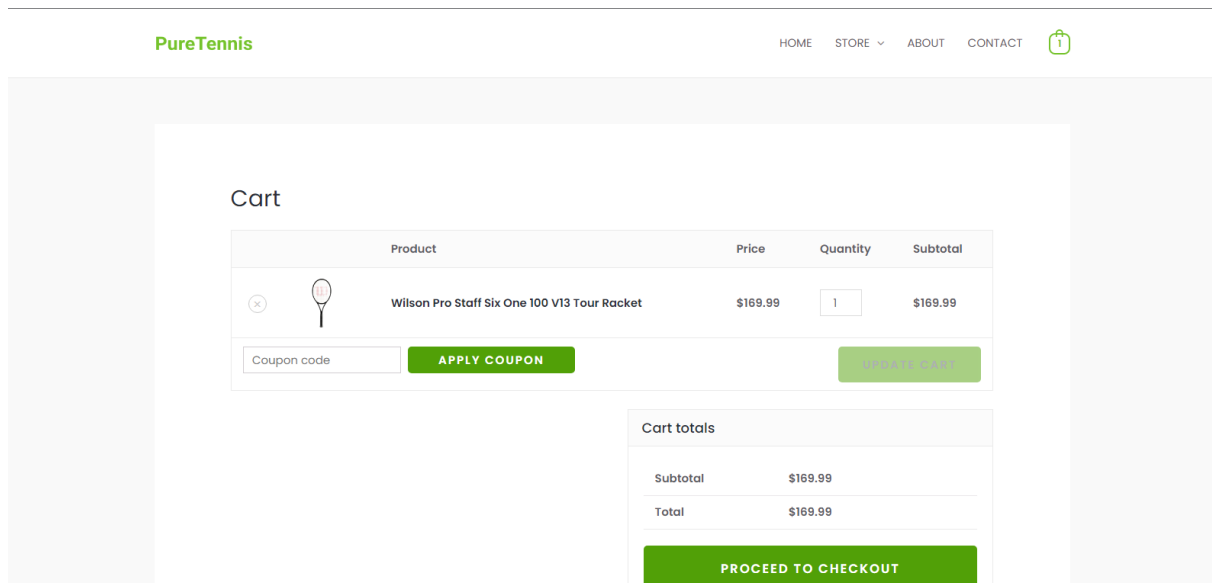 PureTennis
HOME STORE ABOUT CONTACT 1
Cart
Product Price Quantity Subtotal
Wilson Pro Staff Six One 100 V13 Tour Racket $169.99 1 $169.99
Coupon code APPLY COUPON UPDATE CART
Cart totals
Subtotal $169.99
Total $169.99
PROCEED TO CHECKOUT